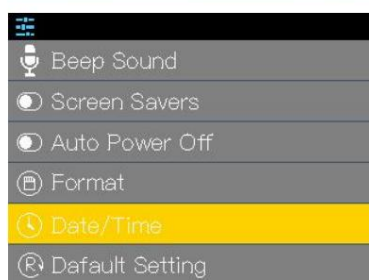 Beep Sound
Screen Savers
Auto Power Off
Format
Date/Time
Dafault Setting